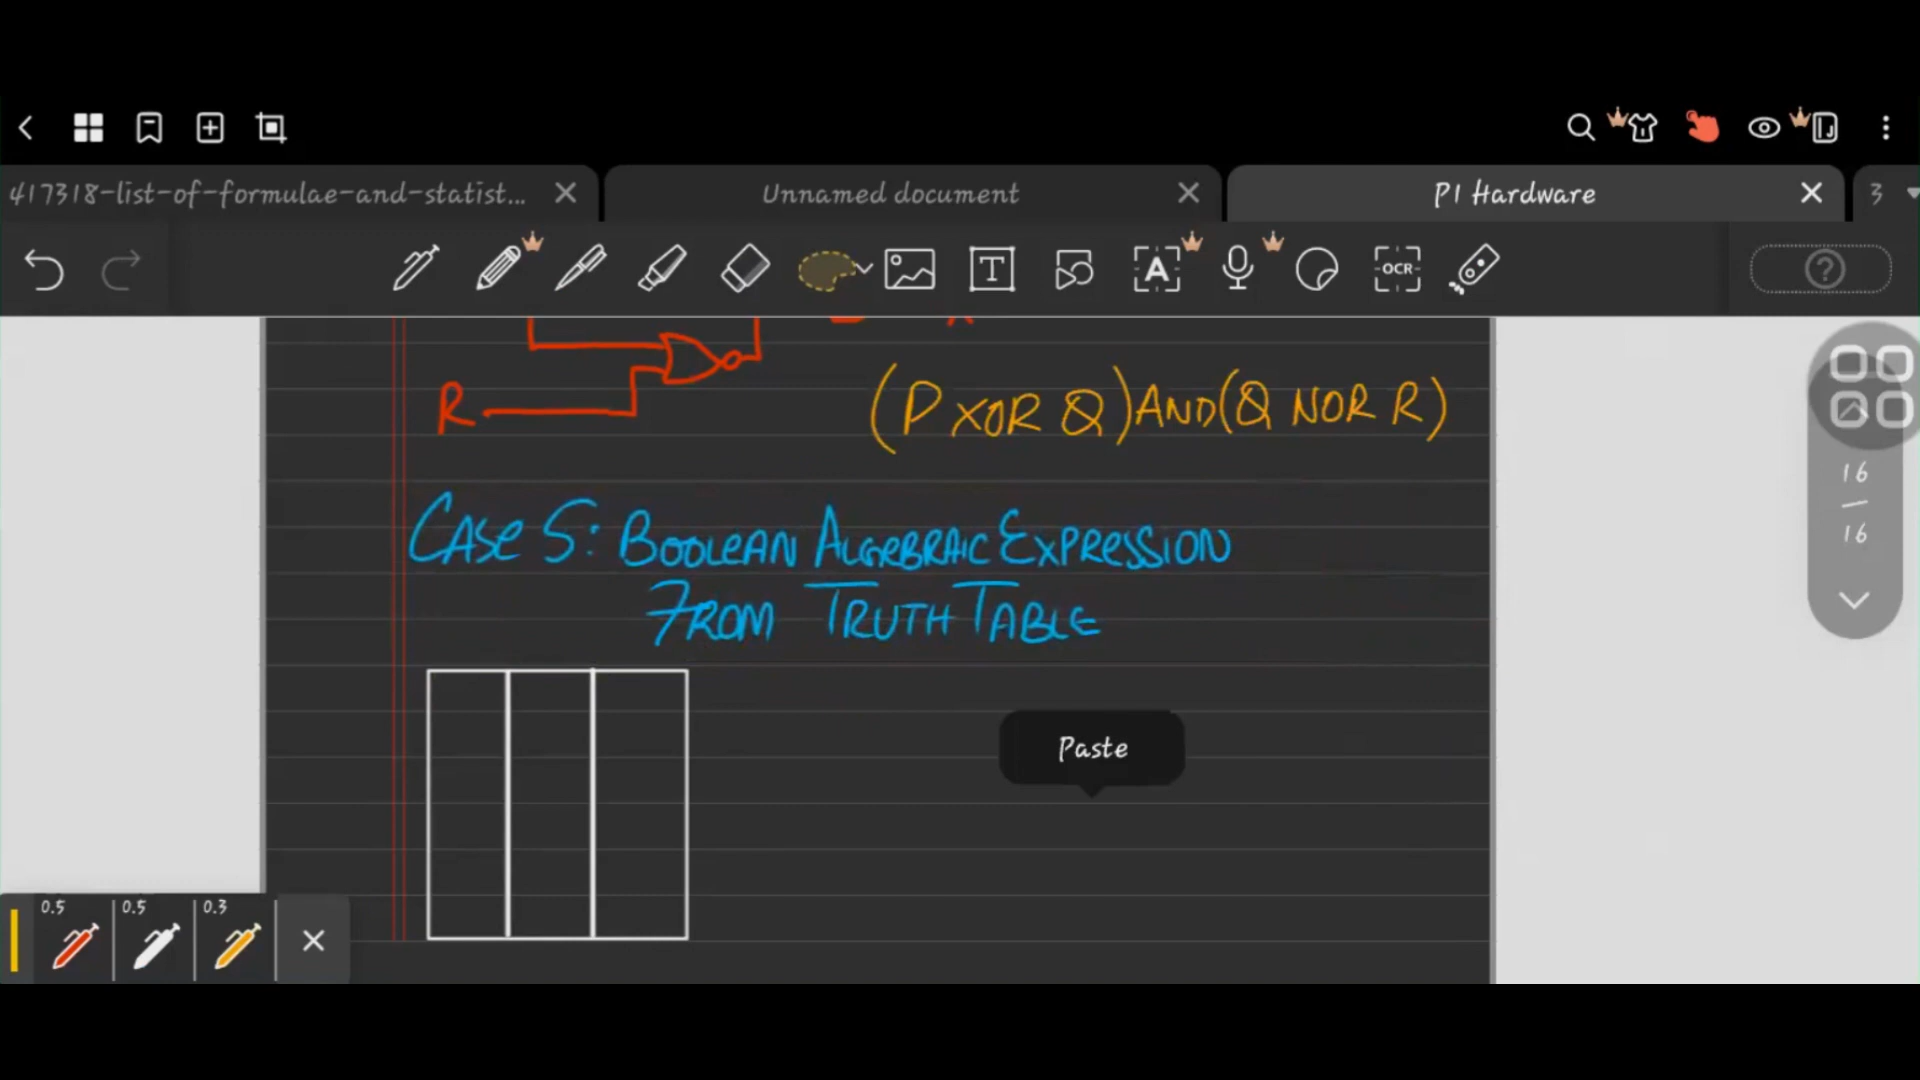 417318-list-of-formulae-and-statist...
Unnamed document
P1 Hardware
3
A
T
OCR
?
R
(P XOR Q) AND (Q NOR R)
16
16
CASE 5: BOOLEAN ALGEBRAIC EXPRESSION
FROM TRUTH TABLE
Paste
0.5
0.5
0.3